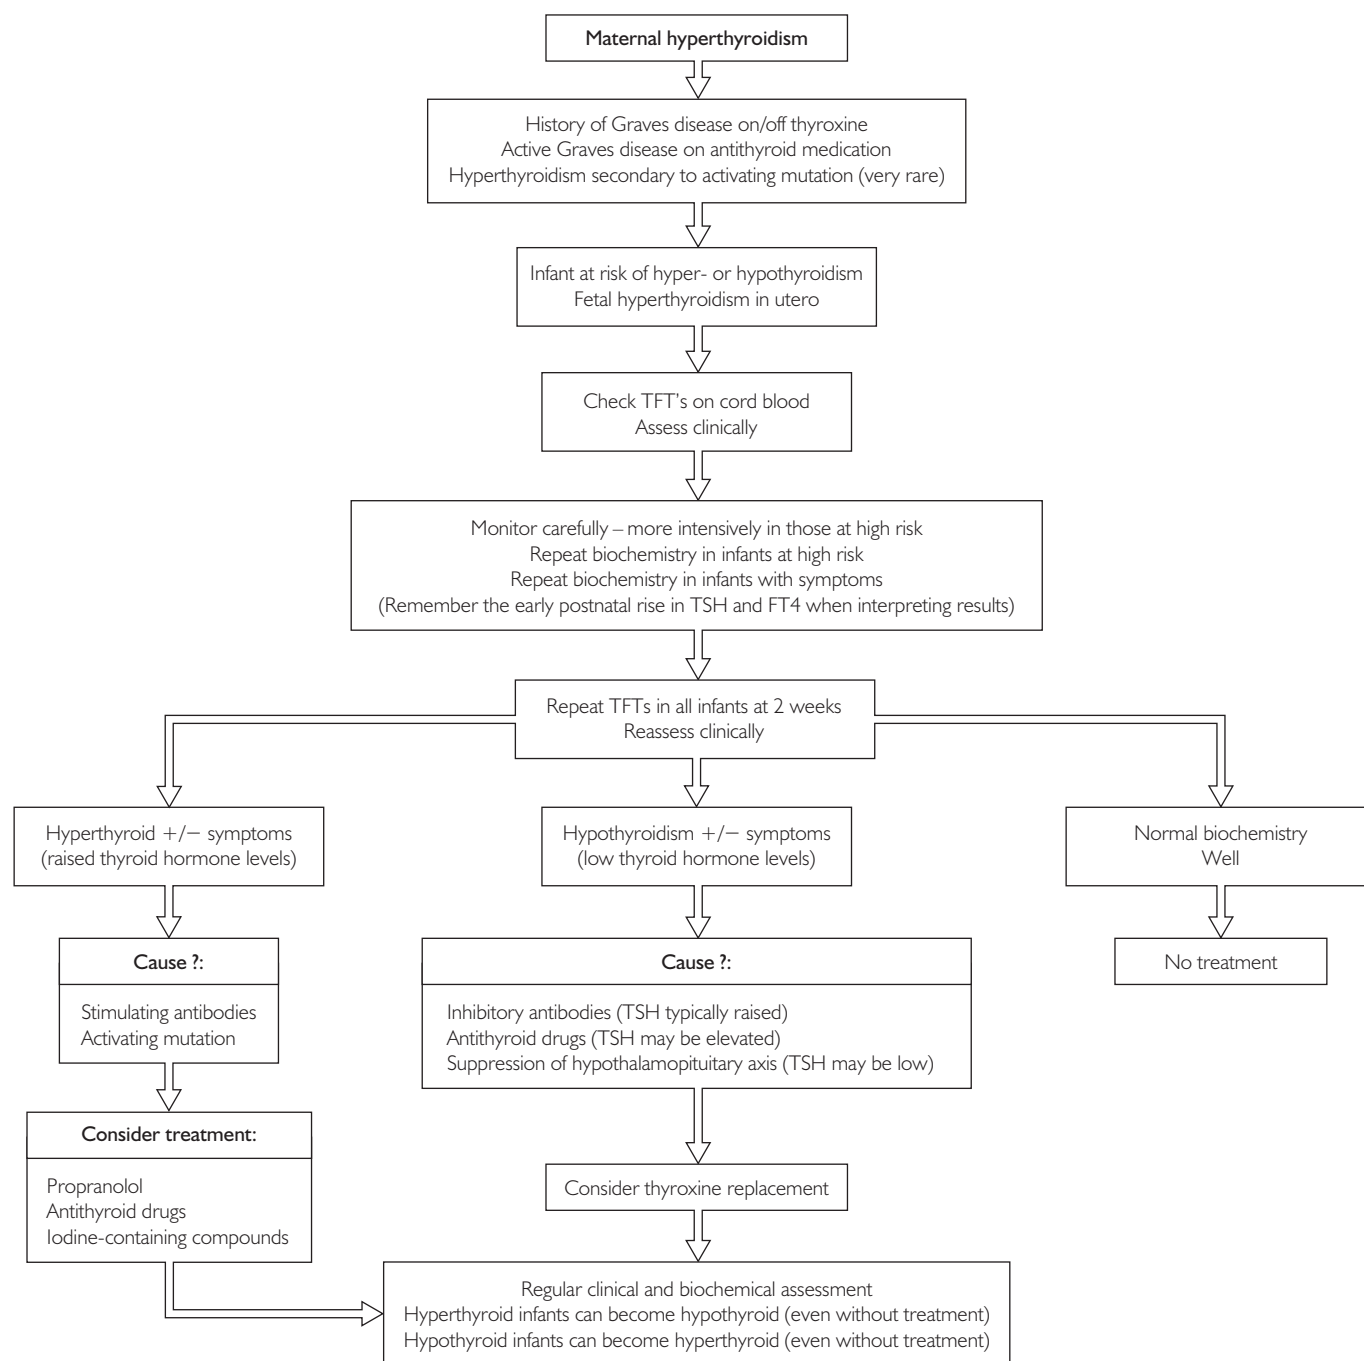 Maternal hyperthyroidism
History of Graves disease on/off thyroxine
Active Graves disease on antithyroid medication
Hyperthyroidism secondary to activating mutation (very rare)
Infant at risk of hyper- or hypothyroidism
Fetal hyperthyroidism in utero
Check TFT's on cord blood
Assess clinically
Monitor carefully – more intensively in those at high risk
Repeat biochemistry in infants at high risk
Repeat biochemistry in infants with symptoms
(Remember the early postnatal rise in TSH and FT4 when interpreting results)
Repeat TFTs in all infants at 2 weeks
Reassess clinically
Hyperthyroid +/− symptoms
(raised thyroid hormone levels)
Hypothyroidism +/− symptoms
(low thyroid hormone levels)
Normal biochemistry
Well
Cause ?:
Stimulating antibodies
Activating mutation
Cause ?:
Inhibitory antibodies (TSH typically raised)
Antithyroid drugs (TSH may be elevated)
Suppression of hypothalamopituitary axis (TSH may be low)
No treatment
Consider treatment:
Propranolol
Antithyroid drugs
Iodine-containing compounds
Consider thyroxine replacement
Regular clinical and biochemical assessment
Hyperthyroid infants can become hypothyroid (even without treatment)
Hypothyroid infants can become hyperthyroid (even without treatment)